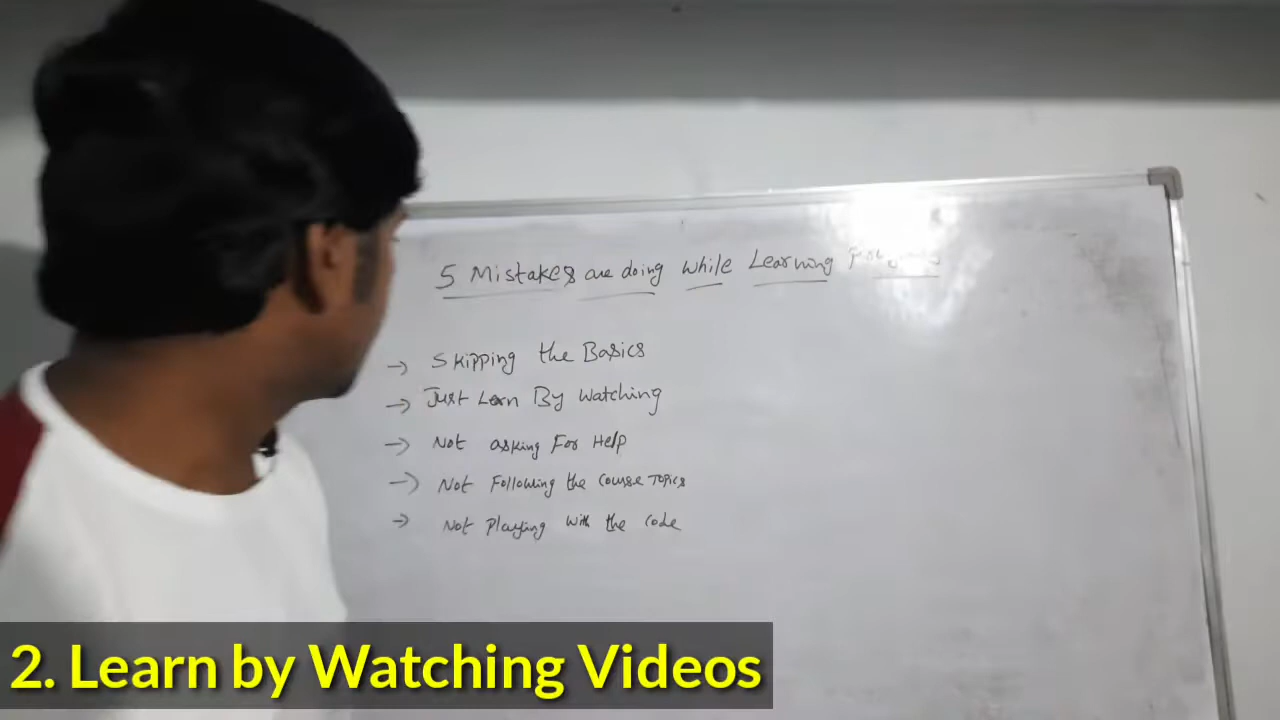 5 Mistakes are doing while Learning
→ Skipping the Basics
→ Just Learn By Watching
→ Not asking For Help
→ Not Following the Course Topics
→ Not Playing with the Code
2. Learn by Watching Videos